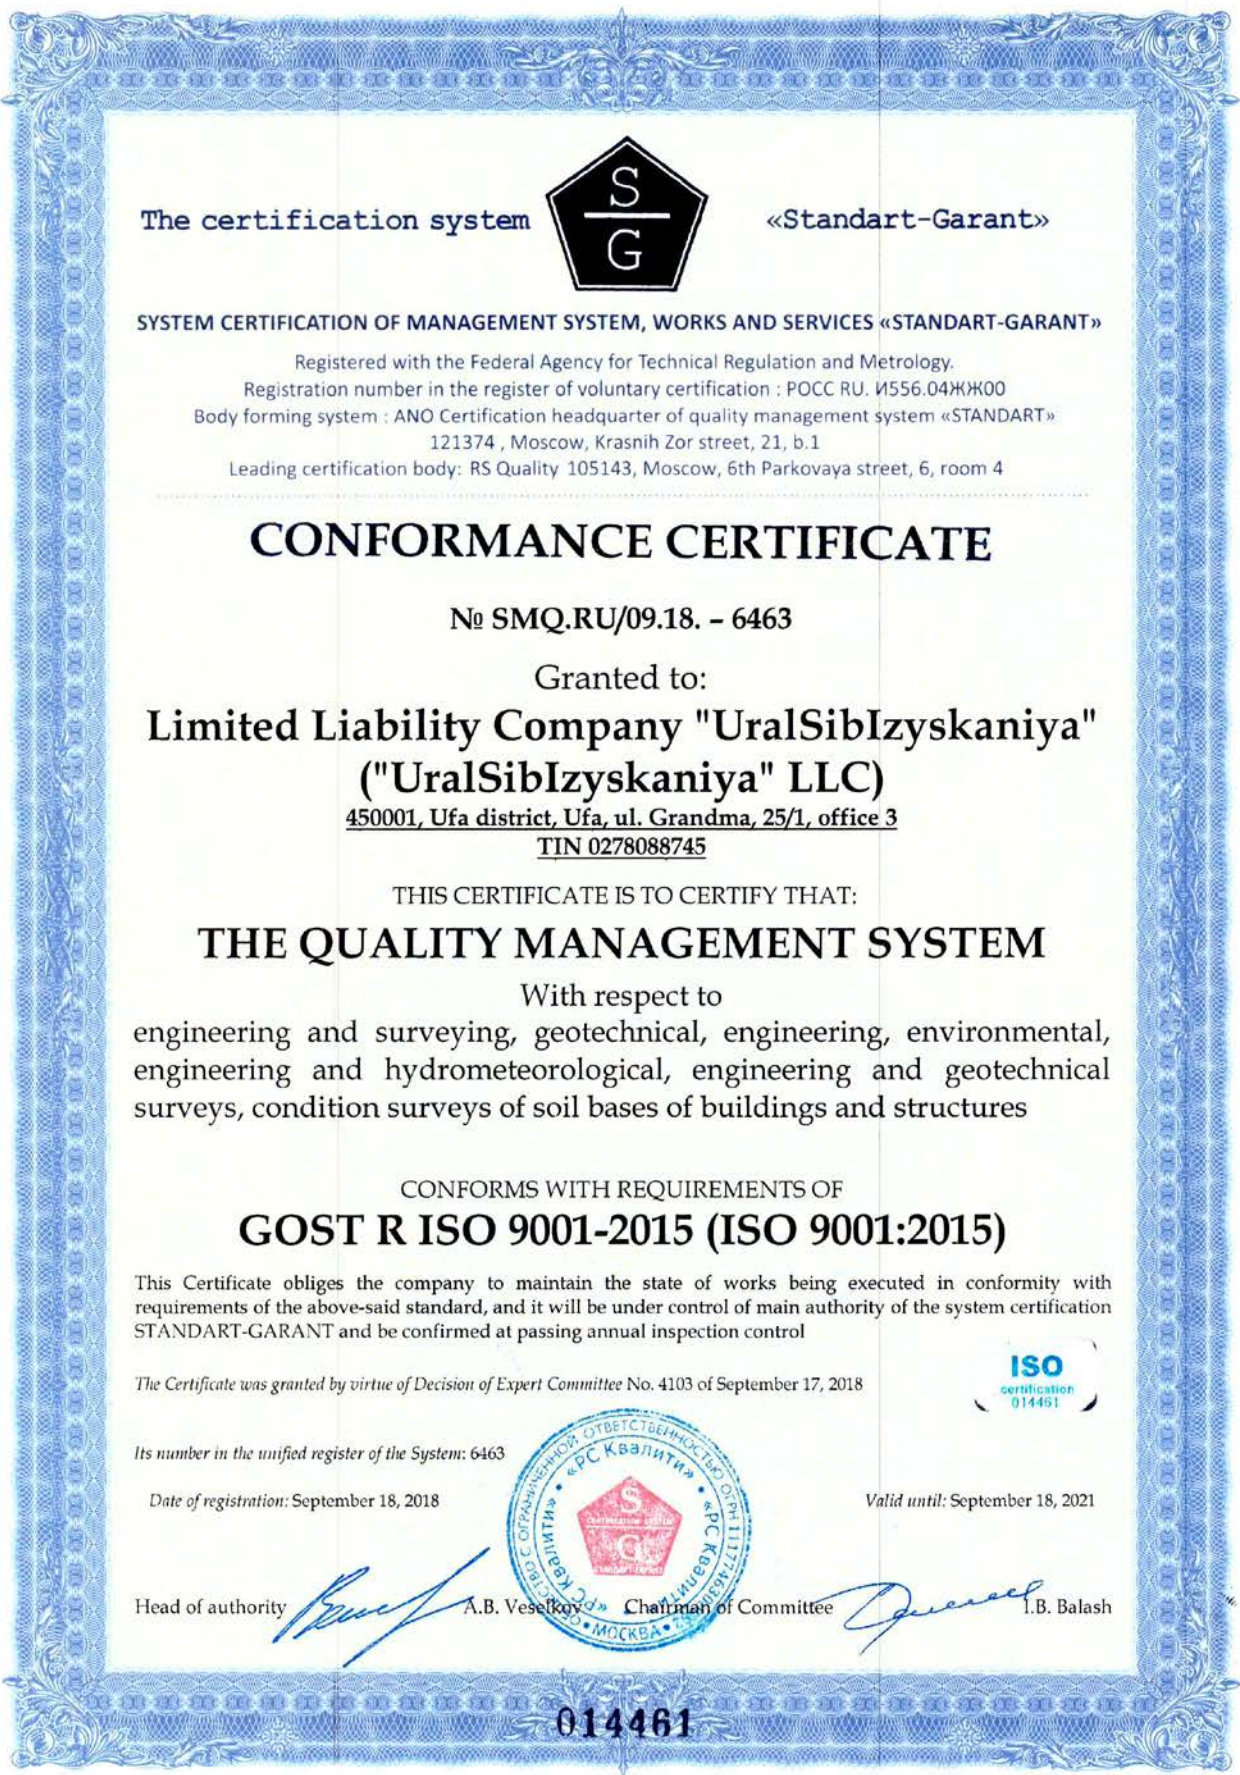 The certification system
S
G
«Standart-Garant»
SYSTEM CERTIFICATION OF MANAGEMENT SYSTEM, WORKS AND SERVICES «STANDART-GARANT»
Registered with the Federal Agency for Technical Regulation and Metrology.
Registration number in the register of voluntary certification : РОСС RU. И556.04ЖЖ00
Body forming system : ANO Certification headquarter of quality management system «STANDART»
121374 , Moscow, Krasnih Zor street, 21, b.1
Leading certification body: RS Quality 105143, Moscow, 6th Parkovaya street, 6, room 4
CONFORMANCE CERTIFICATE
№ SMQ.RU/09.18. – 6463
Granted to:
Limited Liability Company "UralSibIzyskaniya"
("UralSibIzyskaniya" LLC)
450001, Ufa district, Ufa, ul. Grandma, 25/1, office 3
TIN 0278088745
THIS CERTIFICATE IS TO CERTIFY THAT:
THE QUALITY MANAGEMENT SYSTEM
With respect to
engineering and surveying, geotechnical, engineering, environmental,
engineering and hydrometeorological, engineering and geotechnical
surveys, condition surveys of soil bases of buildings and structures
CONFORMS WITH REQUIREMENTS OF
GOST R ISO 9001-2015 (ISO 9001:2015)
This Certificate obliges the company to maintain the state of works being executed in conformity with
requirements of the above-said standard, and it will be under control of main authority of the system certification
STANDART-GARANT and be confirmed at passing annual inspection control
ISO
certification
014461
The Certificate was granted by virtue of Decision of Expert Committee No. 4103 of September 17, 2018
Its number in the unified register of the System: 6463
Date of registration: September 18, 2018
Valid until: September 18, 2021
ОГРАНИЧЕННОЙ ОТВЕТСТВЕННОСТЬЮ ОГРН
«РС Квалити» • «РС Квалити» • «РС Квалити»
• МОСКВА •
S
G
Head of authority
A.B. Veselkov
Chairman of Committee
I.B. Balash
014461